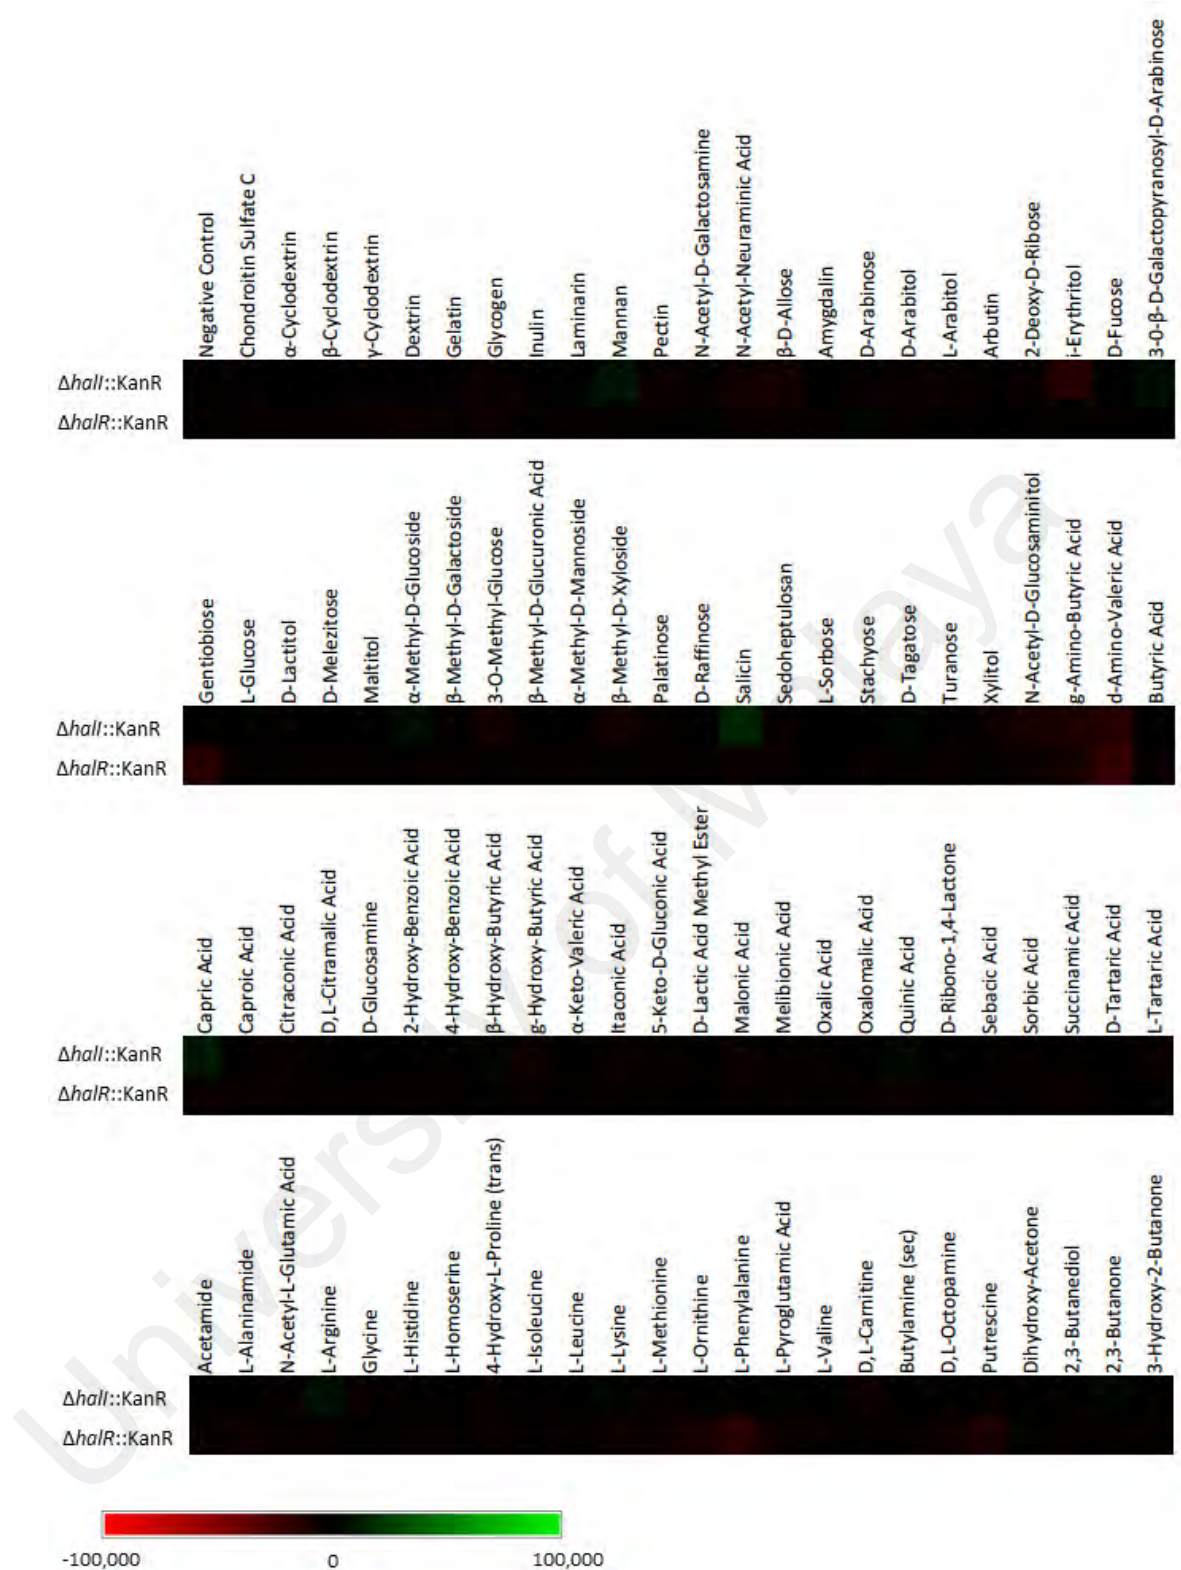 Negative Control
Chondroitin Sulfate C
α-Cyclodextrin
β-Cyclodextrin
γ-Cyclodextrin
Dextrin
Gelatin
Glycogen
Inulin
Laminarin
Mannan
Pectin
N-Acetyl-D-Galactosamine
N-Acetyl-Neuraminic Acid
β-D-Allose
Amygdalin
D-Arabinose
D-Arabitol
L-Arabitol
Arbutin
2-Deoxy-D-Ribose
i-Erythritol
D-Fucose
3-O-β-D-Galactopyranosyl-D-Arabinose
ΔhalI::KanR
ΔhalR::KanR
Gentiobiose
L-Glucose
D-Lactitol
D-Melezitose
Maltitol
α-Methyl-D-Glucoside
β-Methyl-D-Galactoside
3-O-Methyl-Glucose
β-Methyl-D-Glucuronic Acid
α-Methyl-D-Mannoside
β-Methyl-D-Xyloside
Palatinose
D-Raffinose
Salicin
Sedoheptulosan
L-Sorbose
Stachyose
D-Tagatose
Turanose
Xylitol
N-Acetyl-D-Glucosaminitol
g-Amino-Butyric Acid
d-Amino-Valeric Acid
Butyric Acid
ΔhalI::KanR
ΔhalR::KanR
Capric Acid
Caproic Acid
Citraconic Acid
D,L-Citramalic Acid
D-Glucosamine
2-Hydroxy-Benzoic Acid
4-Hydroxy-Benzoic Acid
β-Hydroxy-Butyric Acid
g-Hydroxy-Butyric Acid
α-Keto-Valeric Acid
Itaconic Acid
5-Keto-D-Gluconic Acid
D-Lactic Acid Methyl Ester
Malonic Acid
Melibionic Acid
Oxalic Acid
Oxalomalic Acid
Quinic Acid
D-Ribono-1,4-Lactone
Sebacic Acid
Sorbic Acid
Succinamic Acid
D-Tartaric Acid
L-Tartaric Acid
ΔhalI::KanR
ΔhalR::KanR
Acetamide
L-Alaninamide
N-Acetyl-L-Glutamic Acid
L-Arginine
Glycine
L-Histidine
L-Homoserine
4-Hydroxy-L-Proline (trans)
L-Isoleucine
L-Leucine
L-Lysine
L-Methionine
L-Ornithine
L-Phenylalanine
L-Pyroglutamic Acid
L-Valine
D,L-Carnitine
Butylamine (sec)
D,L-Octopamine
Putrescine
Dihydroxy-Acetone
2,3-Butanediol
2,3-Butanone
3-Hydroxy-2-Butanone
ΔhalI::KanR
ΔhalR::KanR
-100,000
0
100,000
University of Malaya